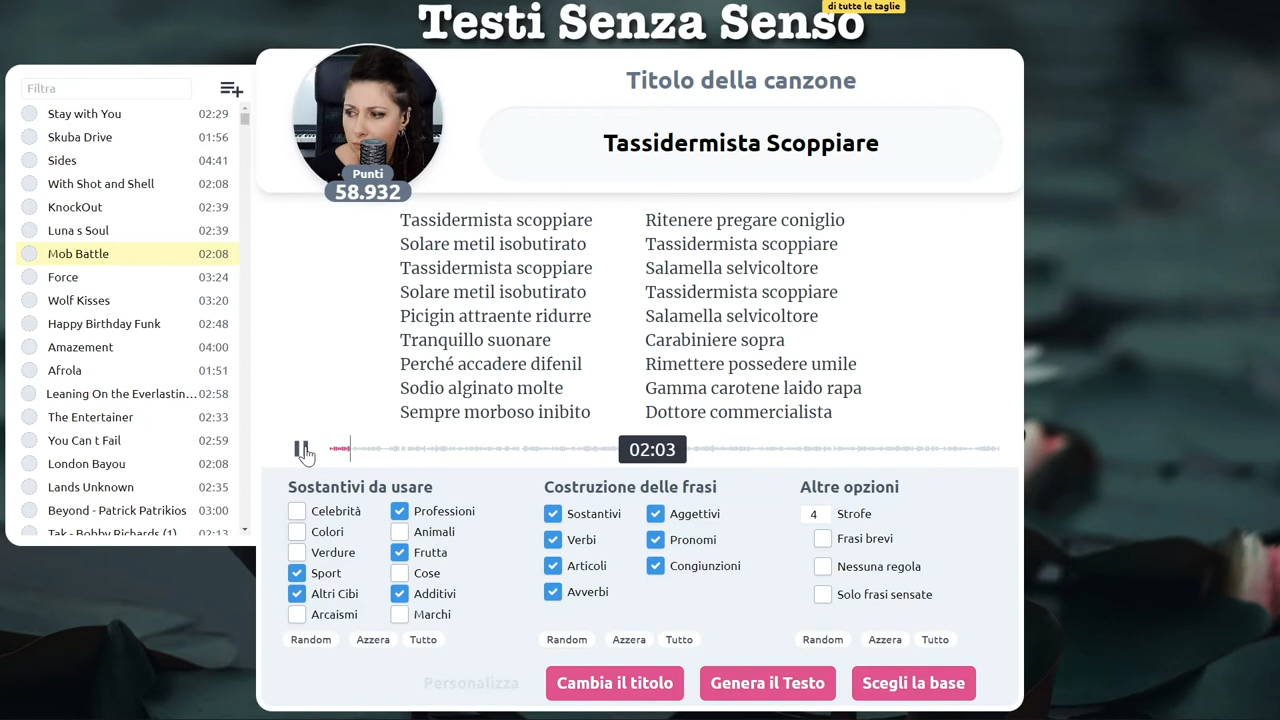 di tutte le taglie
Testi Senza Senso
Filtra
Stay with You 02:29
Skuba Drive 01:56
Sides 04:41
With Shot and Shell 02:08
KnockOut 02:39
Luna s Soul 02:39
Mob Battle 02:08
Force 03:24
Wolf Kisses 03:20
Happy Birthday Funk 02:48
Amazement 04:00
Afrola 01:51
Leaning On the Everlastin... 02:58
The Entertainer 02:33
You Can t Fail 02:59
London Bayou 02:08
Lands Unknown 02:35
Beyond - Patrick Patrikios 03:00
Tak - Bobby Richards (1) 02:13
Punti
58.932
Titolo della canzone
Tassidermista Scoppiare
Tassidermista scoppiare
Solare metil isobutirato
Tassidermista scoppiare
Solare metil isobutirato
Picigin attraente ridurre
Tranquillo suonare
Perché accadere difenil
Sodio alginato molte
Sempre morboso inibito
Ritenere pregare coniglio
Tassidermista scoppiare
Salamella selvicoltore
Tassidermista scoppiare
Salamella selvicoltore
Carabiniere sopra
Rimettere possedere umile
Gamma carotene laido rapa
Dottore commercialista
02:03
Sostantivi da usare
Celebrità Professioni
Colori Animali
Verdure Frutta
Sport Cose
Altri Cibi Additivi
Arcaismi Marchi
Random Azzera Tutto
Costruzione delle frasi
Sostantivi Aggettivi
Verbi Pronomi
Articoli Congiunzioni
Avverbi
Random Azzera Tutto
Altre opzioni
4 Strofe
Frasi brevi
Nessuna regola
Solo frasi sensate
Random Azzera Tutto
Personalizza
Cambia il titolo
Genera il Testo
Scegli la base